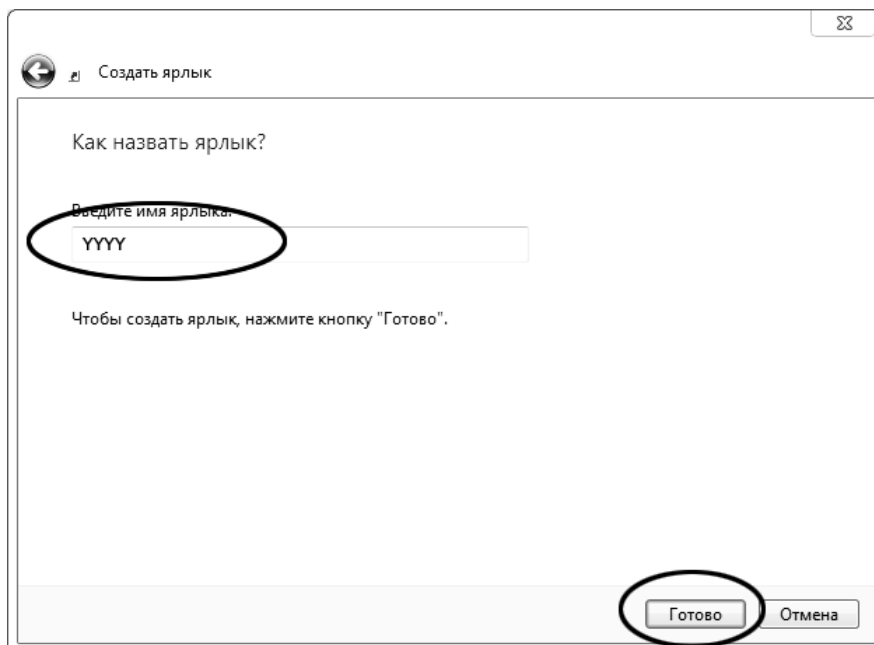 Создать ярлык
Как назвать ярлык?
Введите имя ярлыка:
YYYY
Чтобы создать ярлык, нажмите кнопку "Готово".
Готово
Отмена